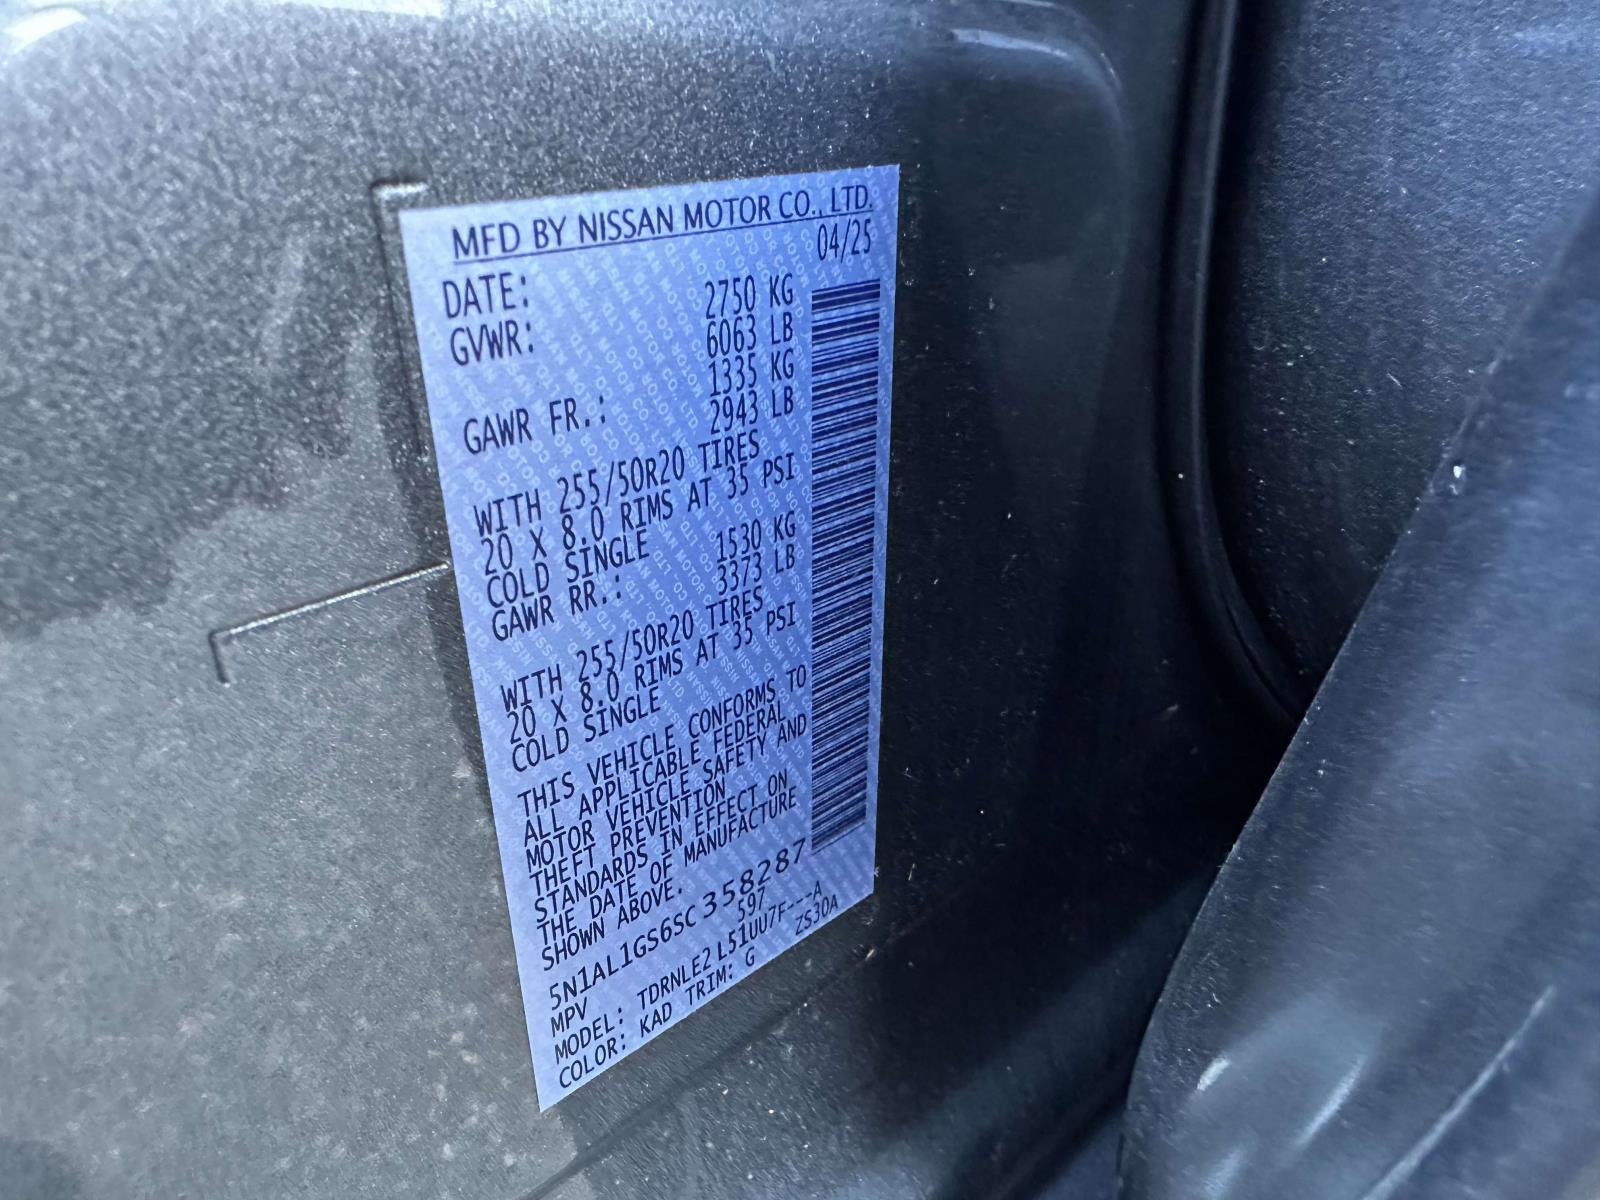 MFD BY NISSAN MOTOR CO., LTD.
DATE: 04/25
GVWR: 2750 KG
6063 LB
GAWR FR.: 1335 KG
2943 LB
WITH 255/50R20 TIRES
20 X 8.0 RIMS AT 35 PSI
COLD SINGLE
GAWR RR.: 1530 KG
3373 LB
WITH 255/50R20 TIRES
20 X 8.0 RIMS AT 35 PSI
COLD SINGLE
THIS VEHICLE CONFORMS TO
ALL APPLICABLE FEDERAL
MOTOR VEHICLE SAFETY AND
THEFT PREVENTION
STANDARDS IN EFFECT ON
THE DATE OF MANUFACTURE
SHOWN ABOVE.
5N1AL1GS6SC358287
MPV 597
MODEL: TDRNLE2 L51UU7F---A
COLOR: KAD TRIM: G ZS30A